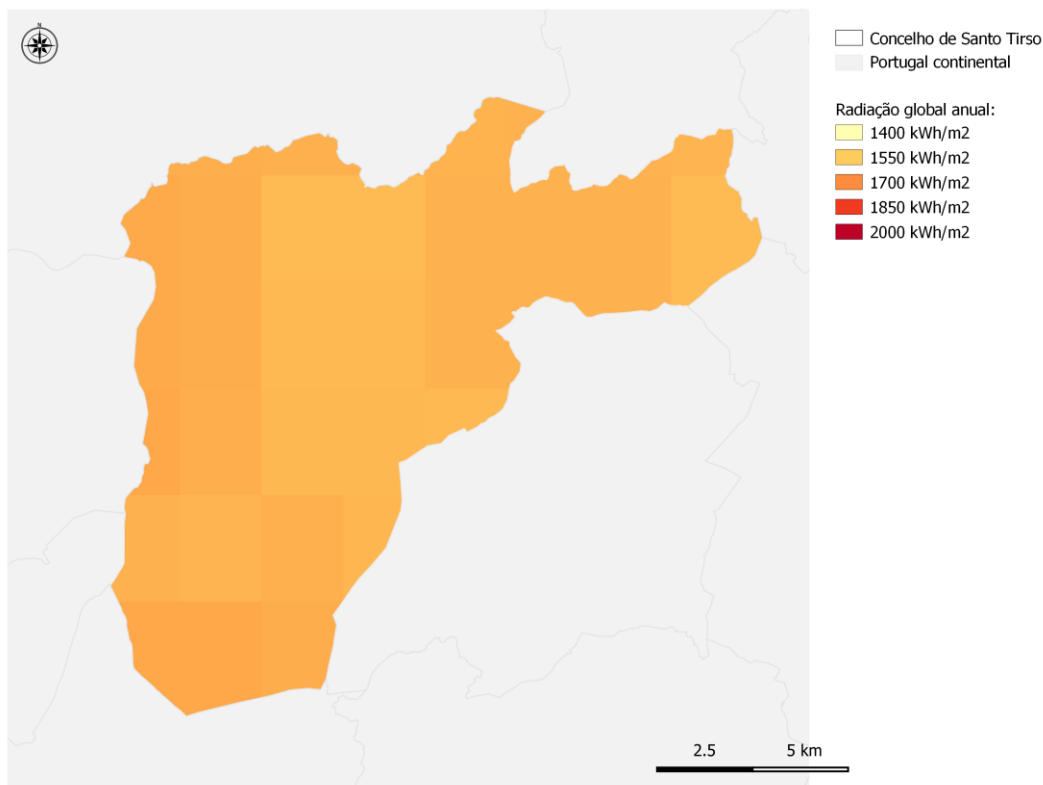 N
Concelho de Santo Tirso
Portugal continental
Radiação global anual:
1400 kWh/m2
1550 kWh/m2
1700 kWh/m2
1850 kWh/m2
2000 kWh/m2
2.5 5 km